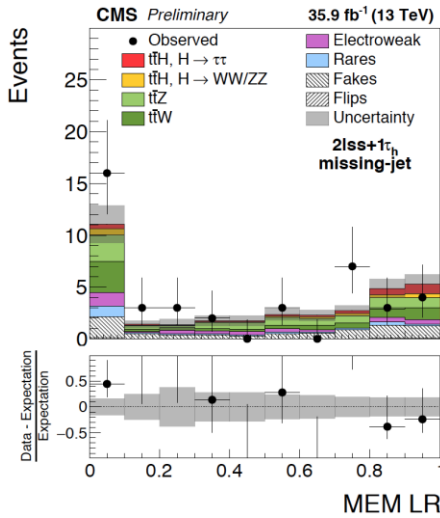 CMS Preliminary 35.9 fb⁻¹ (13 TeV)
Events
Observed
tt̄H, H → ττ
tt̄H, H → WW/ZZ
tt̄Z
tt̄W
Electroweak
Rares
Fakes
Flips
Uncertainty
2lss+1τh
missing-jet
25
20
15
10
5
0
Data - Expectation
Expectation
0.5
0
−0.5
0 0.2 0.4 0.6 0.8 1
MEM LR